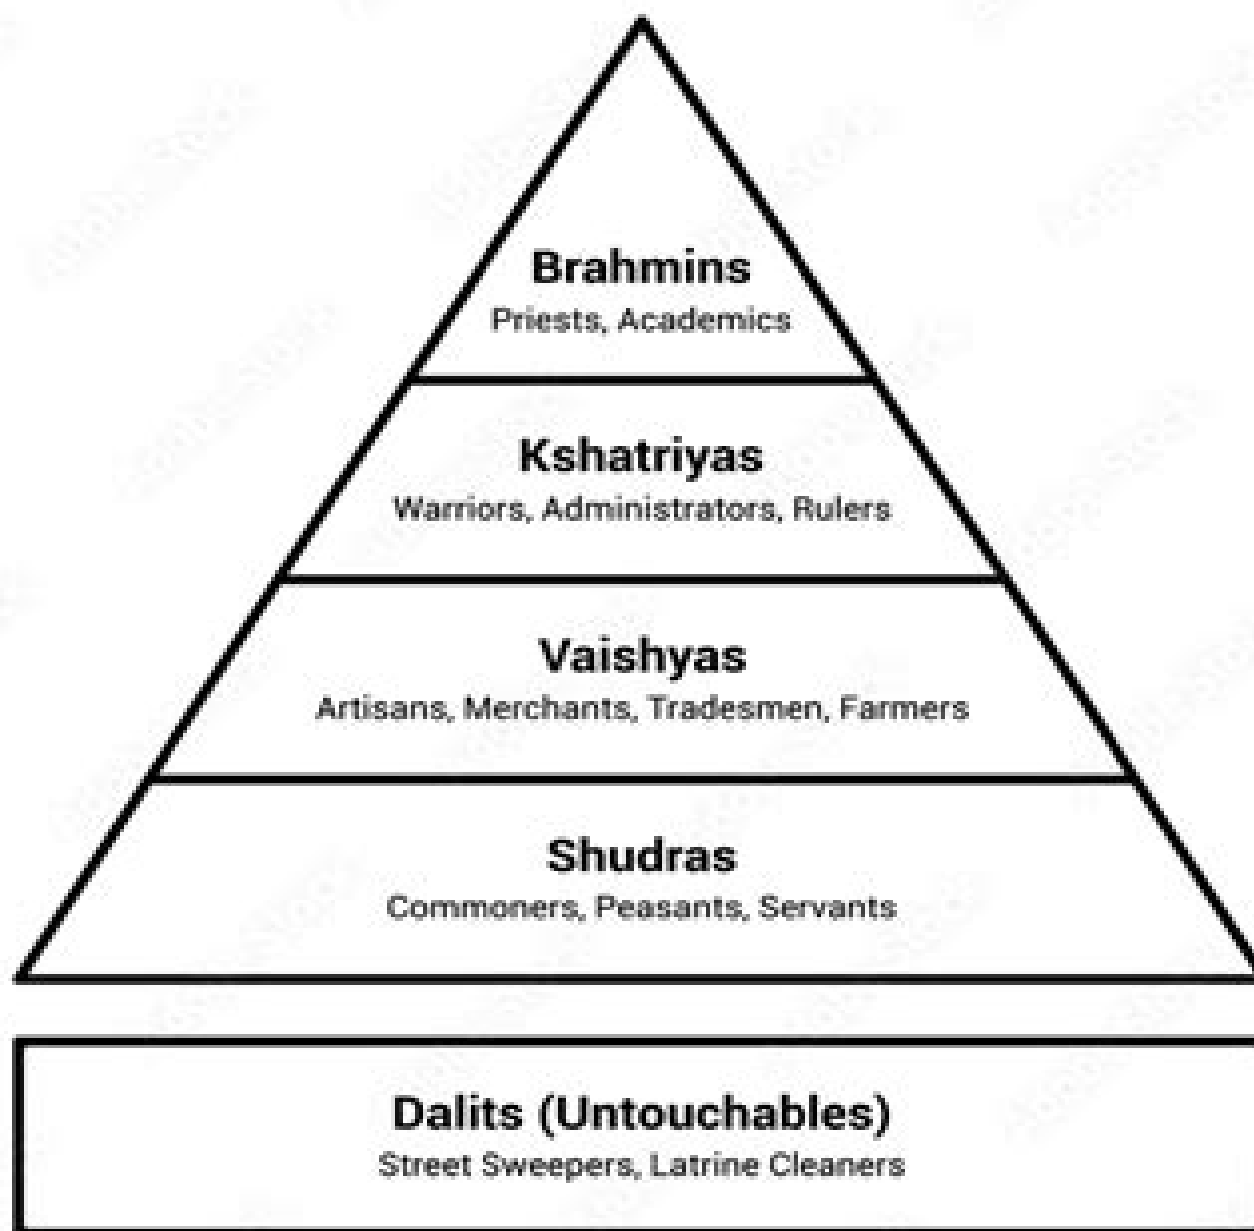 Brahmins
Priests, Academics
Kshatriyas
Warriors, Administrators, Rulers
Vaishyas
Artisans, Merchants, Tradesmen, Farmers
Shudras
Commoners, Peasants, Servants
Dalits (Untouchables)
Street Sweepers, Latrine Cleaners